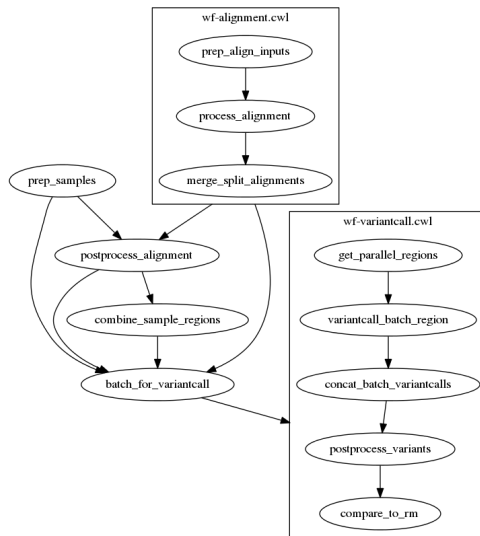 wf-alignment.cwl
prep_align_inputs
process_alignment
merge_split_alignments
prep_samples
postprocess_alignment
combine_sample_regions
batch_for_variantcall
wf-variantcall.cwl
get_parallel_regions
variantcall_batch_region
concat_batch_variantcalls
postprocess_variants
compare_to_rm